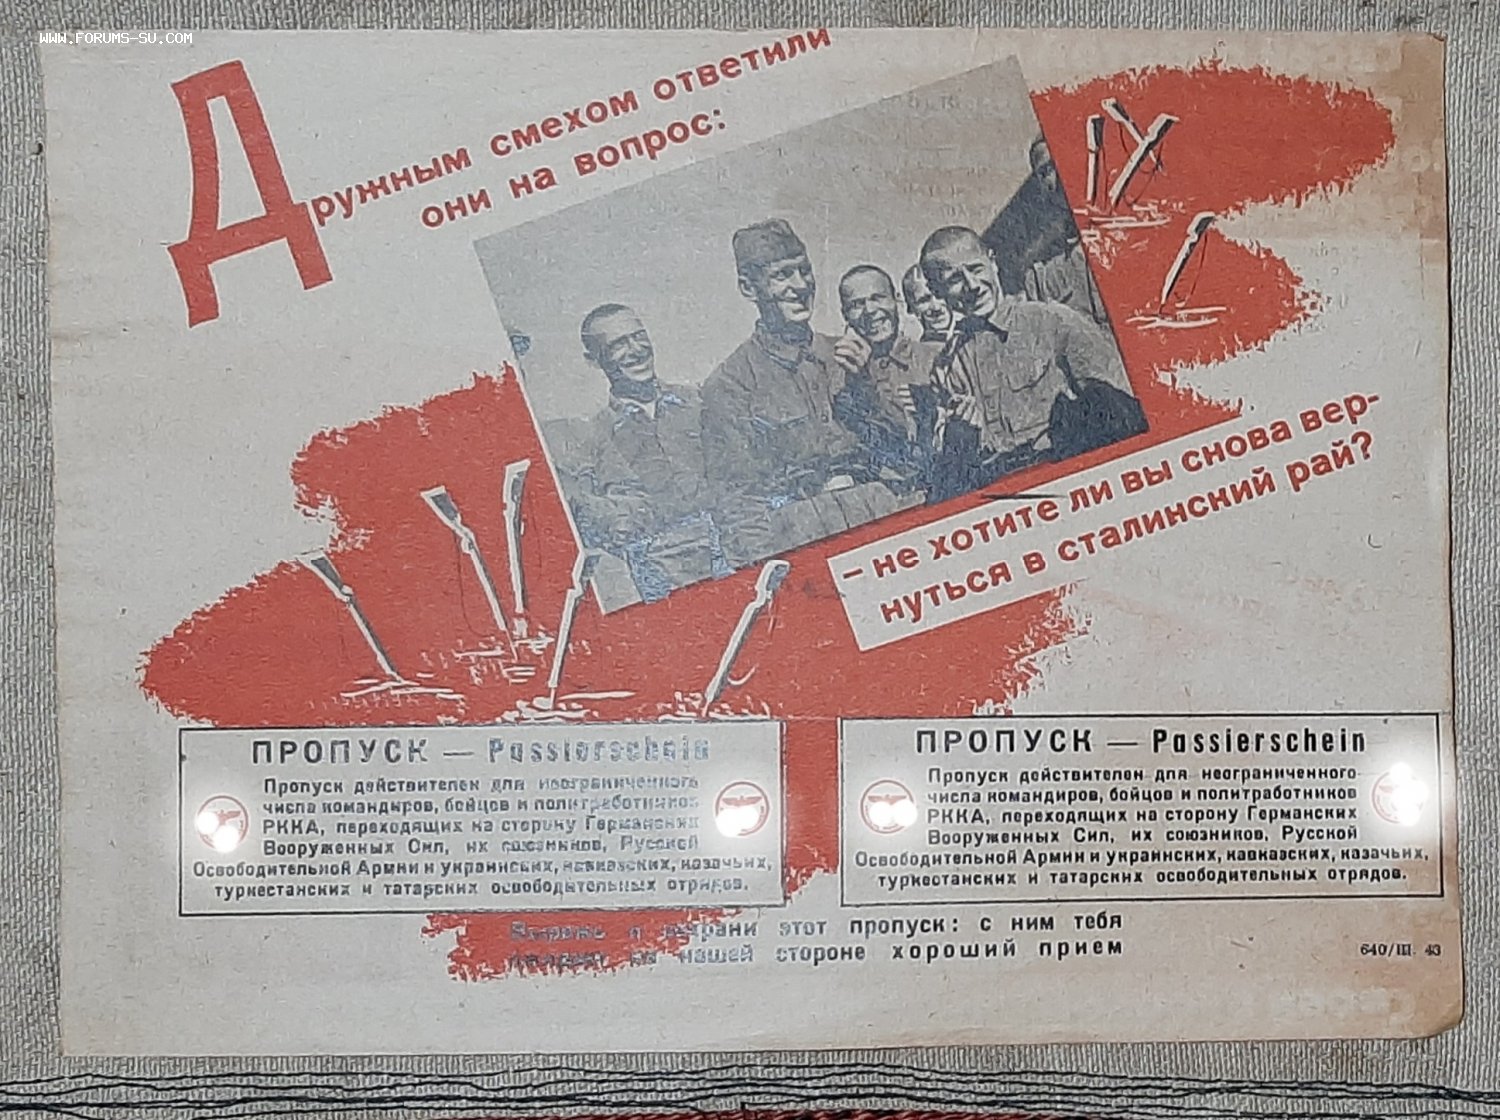 WWW.FORUMS-SU.COM
Дружным смехом ответили
они на вопрос:
– не хотите ли вы снова вер-
нуться в сталинский рай?
ПРОПУСК — Passierschein
Пропуск действителен для неограниченного
числа командиров, бойцов и политработников
РККА, переходящих на сторону Германских
Вооруженных Сил, их союзников, Русской
Освободительной Армии и украинских, кавказских, казачьих,
туркестанских и татарских освободительных отрядов.
ПРОПУСК — Passierschein
Пропуск действителен для неограниченного
числа командиров, бойцов и политработников
РККА, переходящих на сторону Германских
Вооруженных Сил, их союзников, Русской
Освободительной Армии и украинских, кавказских, казачьих,
туркестанских и татарских освободительных отрядов.
этот пропуск: с ним тебя
на нашей стороне хороший прием
640/III. 43